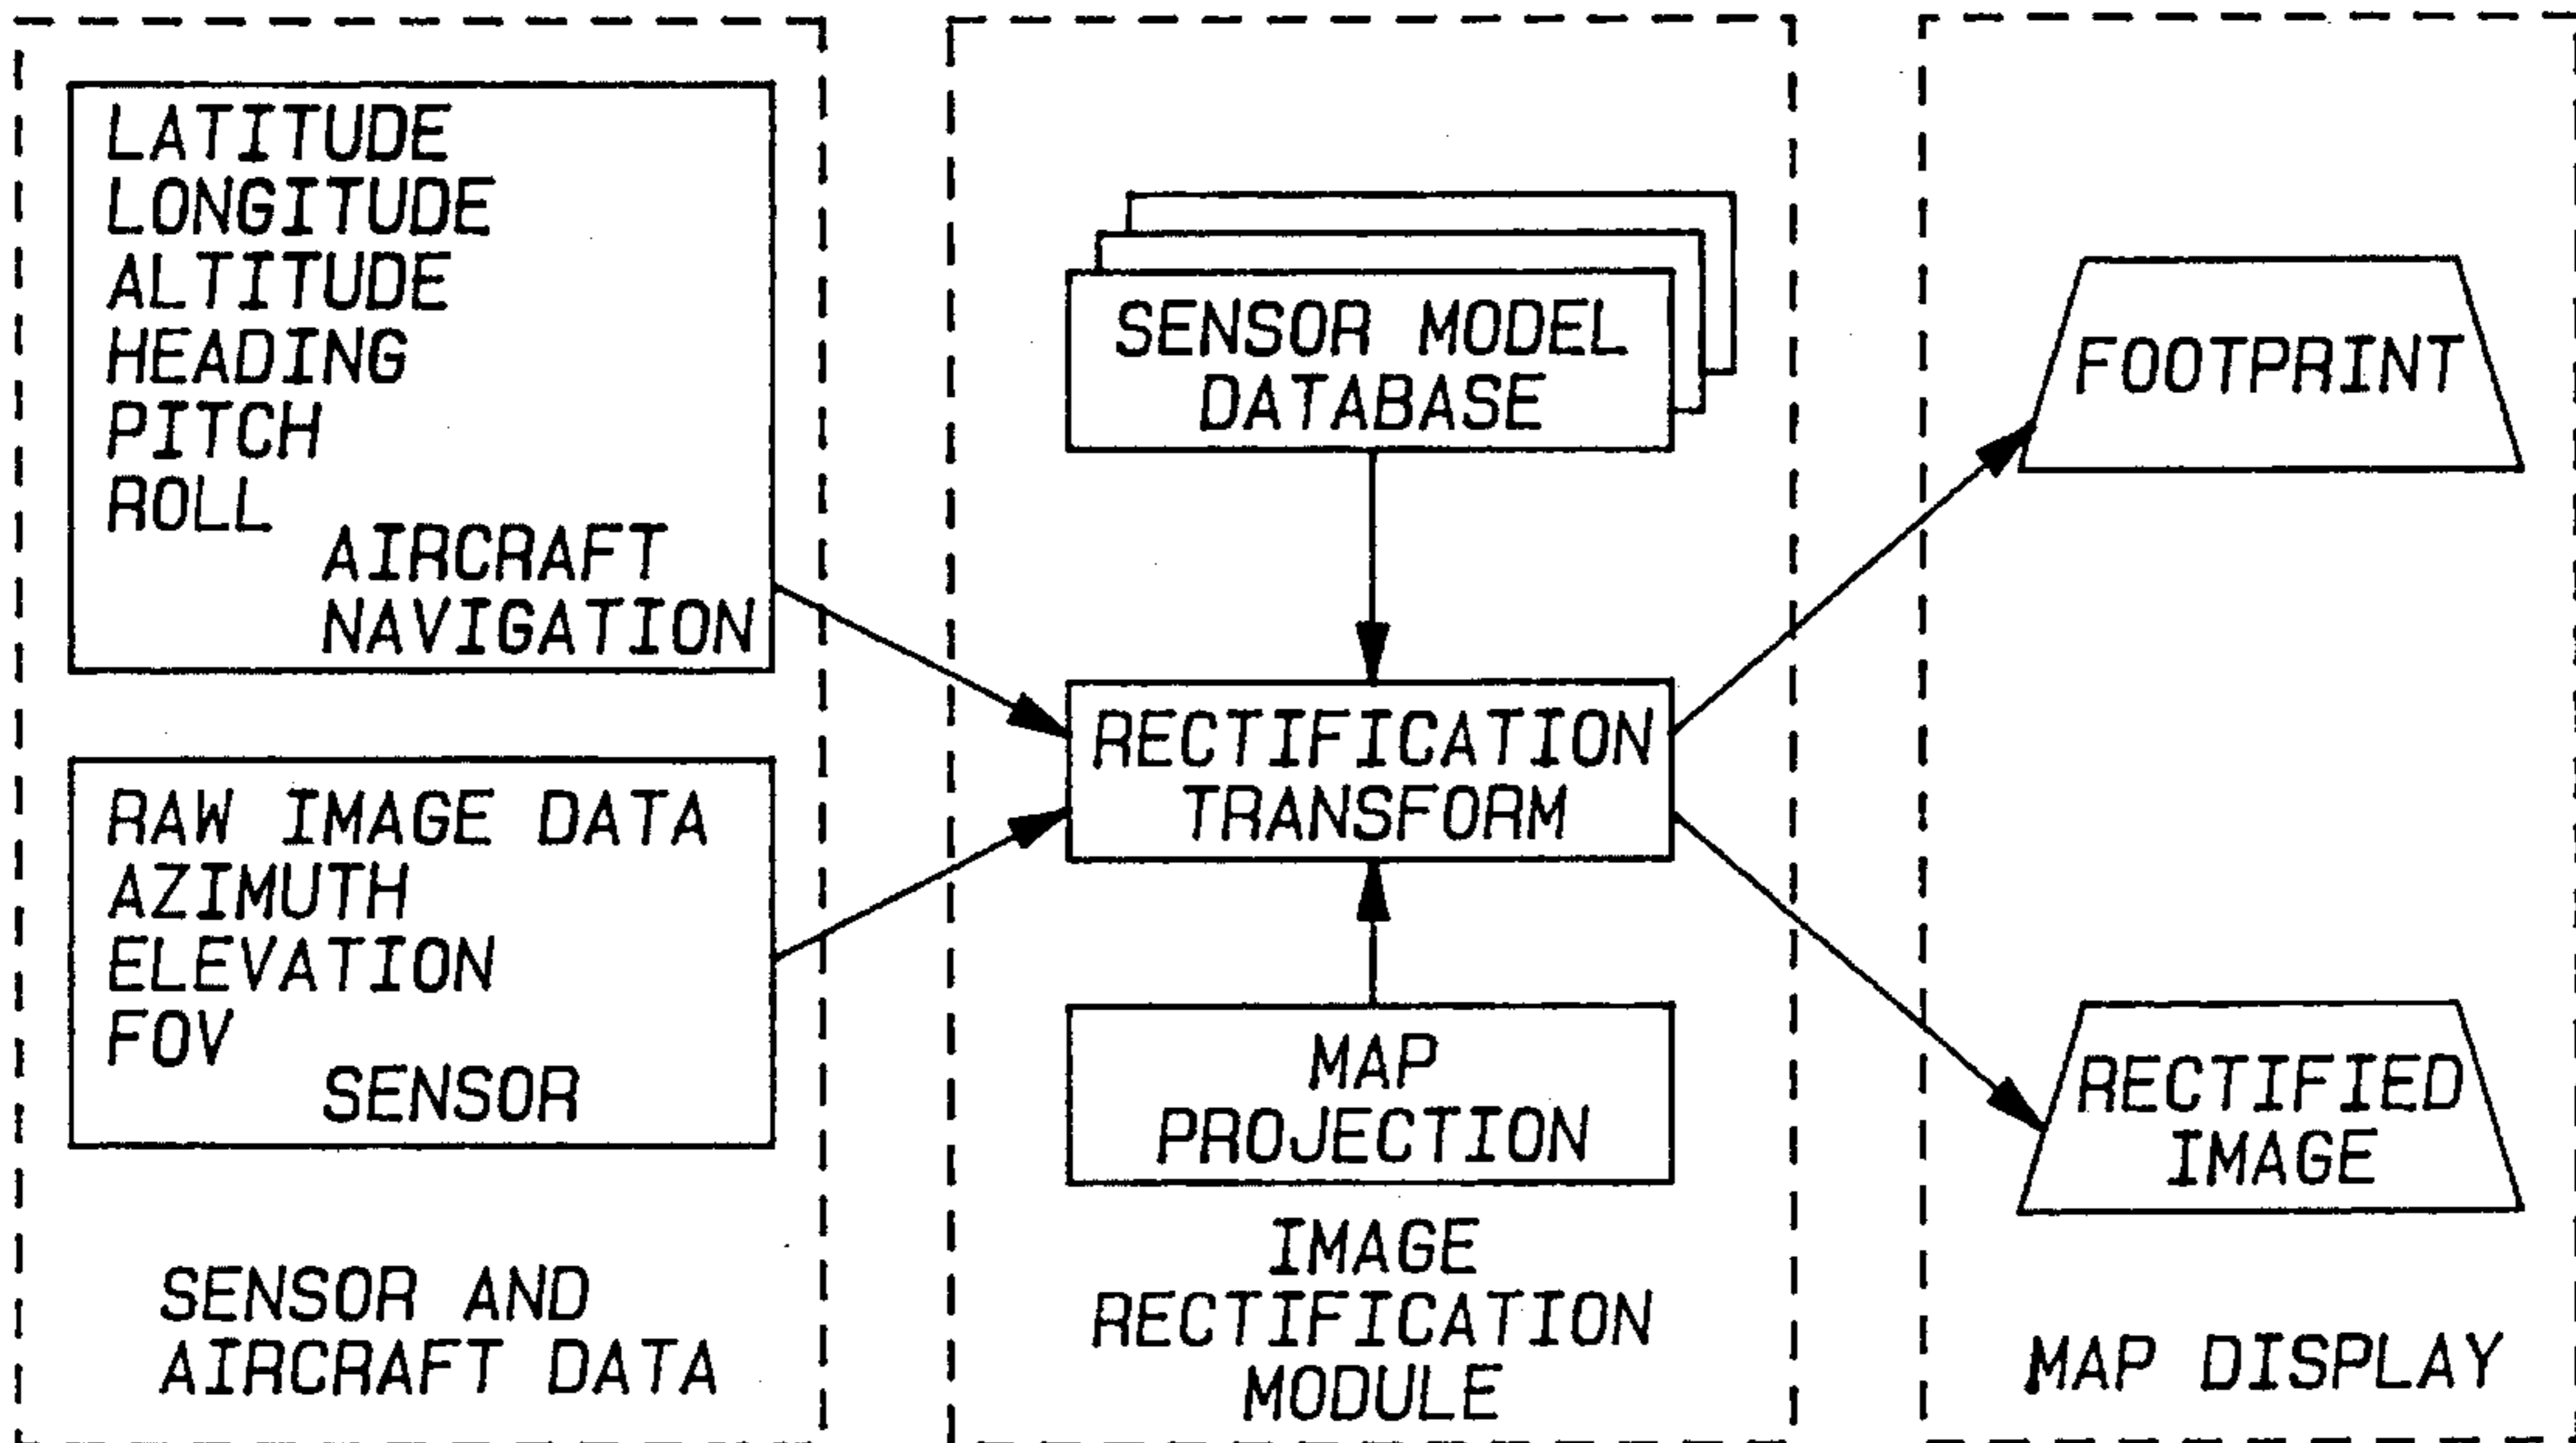 LATITUDE
LONGITUDE
ALTITUDE
HEADING
PITCH
ROLL
AIRCRAFT
NAVIGATION
RAW IMAGE DATA
AZIMUTH
ELEVATION
FOV
SENSOR
SENSOR AND
AIRCRAFT DATA
SENSOR MODEL
DATABASE
RECTIFICATION
TRANSFORM
MAP
PROJECTION
IMAGE
RECTIFICATION
MODULE
FOOTPRINT
RECTIFIED
IMAGE
MAP DISPLAY